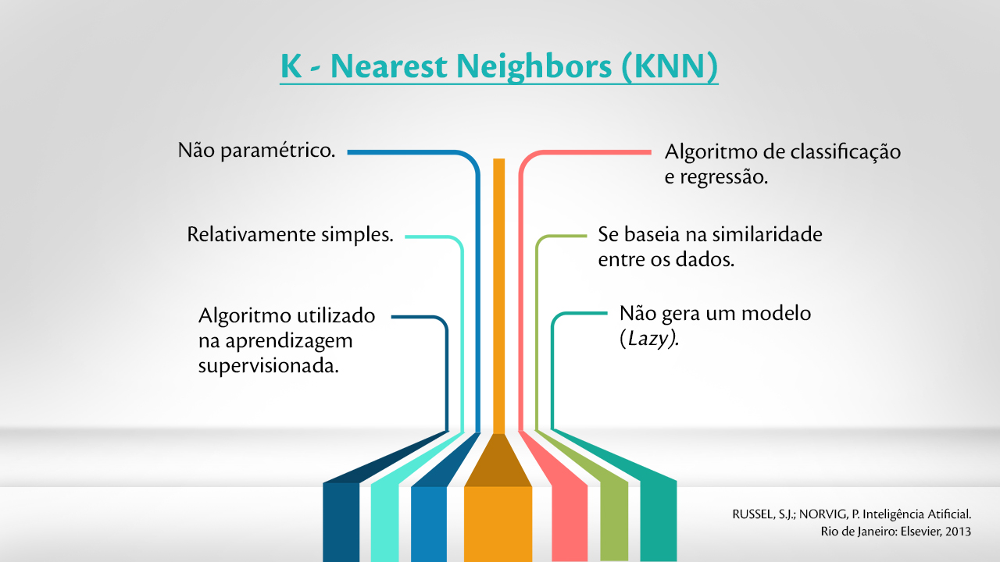 K - Nearest Neighbors (KNN)
Não paramétrico.
Relativamente simples.
Algoritmo utilizado
na aprendizagem
supervisionada.
Algoritmo de classificação
e regressão.
Se baseia na similaridade
entre os dados.
Não gera um modelo
(Lazy).
RUSSEL, S.J.; NORVIG, P. Inteligência Atificial.
Rio de Janeiro: Elsevier, 2013